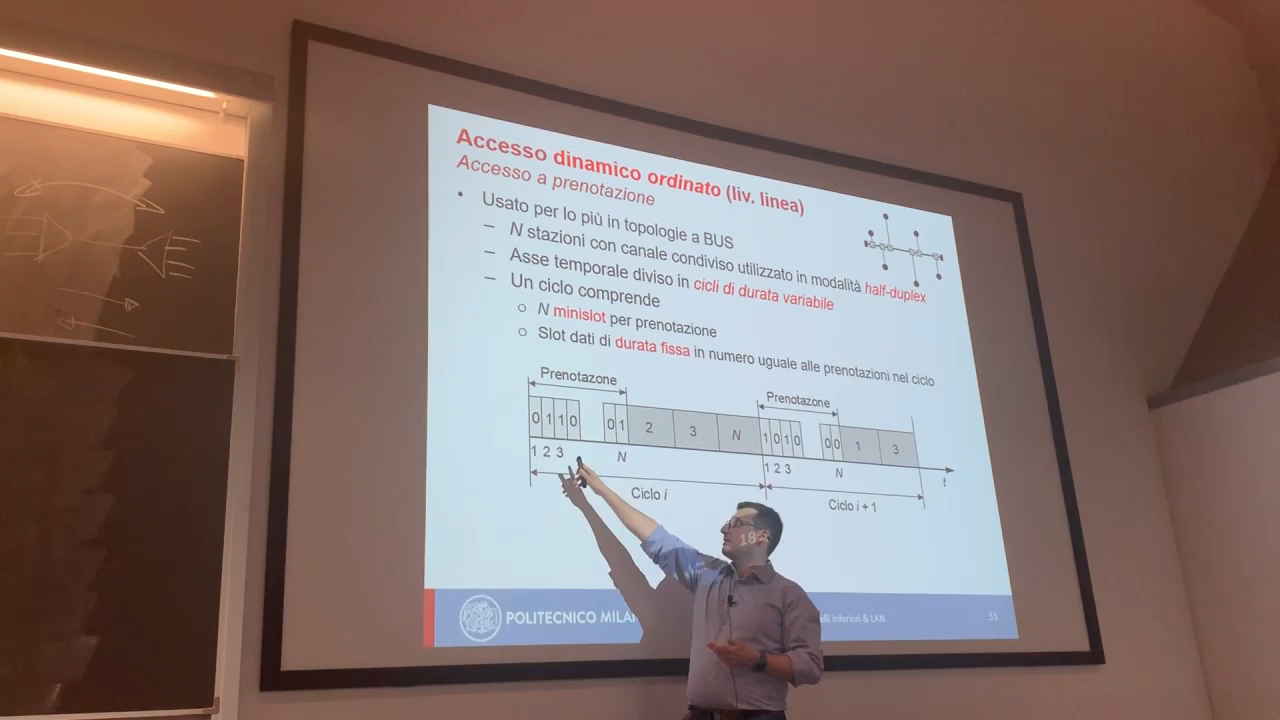 Accesso dinamico ordinato (liv. linea)
Accesso a prenotazione
• Usato per lo più in topologie a BUS
– N stazioni con canale condiviso utilizzato in modalità half-duplex
– Asse temporale diviso in cicli di durata variabile
– Un ciclo comprende
○ N minislot per prenotazione
○ Slot dati di durata fissa in numero uguale alle prenotazioni nel ciclo
Prenotazone
Prenotazone
0 1 1 0 0 1 2 3 N 1 0 1 0 0 0 1 3
1 2 3 N 1 2 3 N t
Ciclo i
Ciclo i + 1
18
POLITECNICO
inferiori & LAN
33